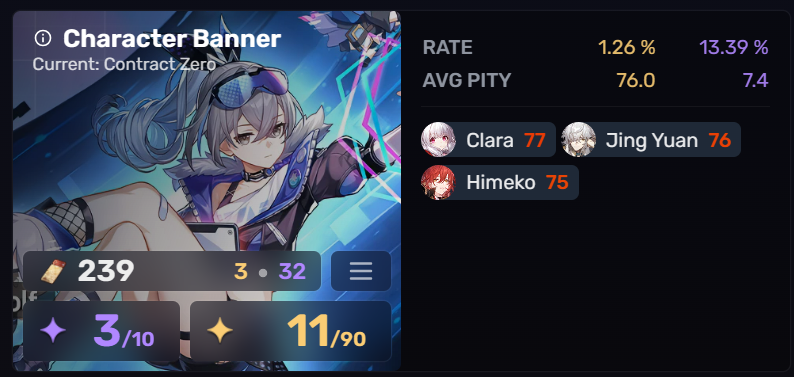 Character Banner
Current: Contract Zero
239 3 • 32
3/10 11/90
RATE 1.26 % 13.39 %
AVG PITY 76.0 7.4
Clara 77 Jing Yuan 76
Himeko 75